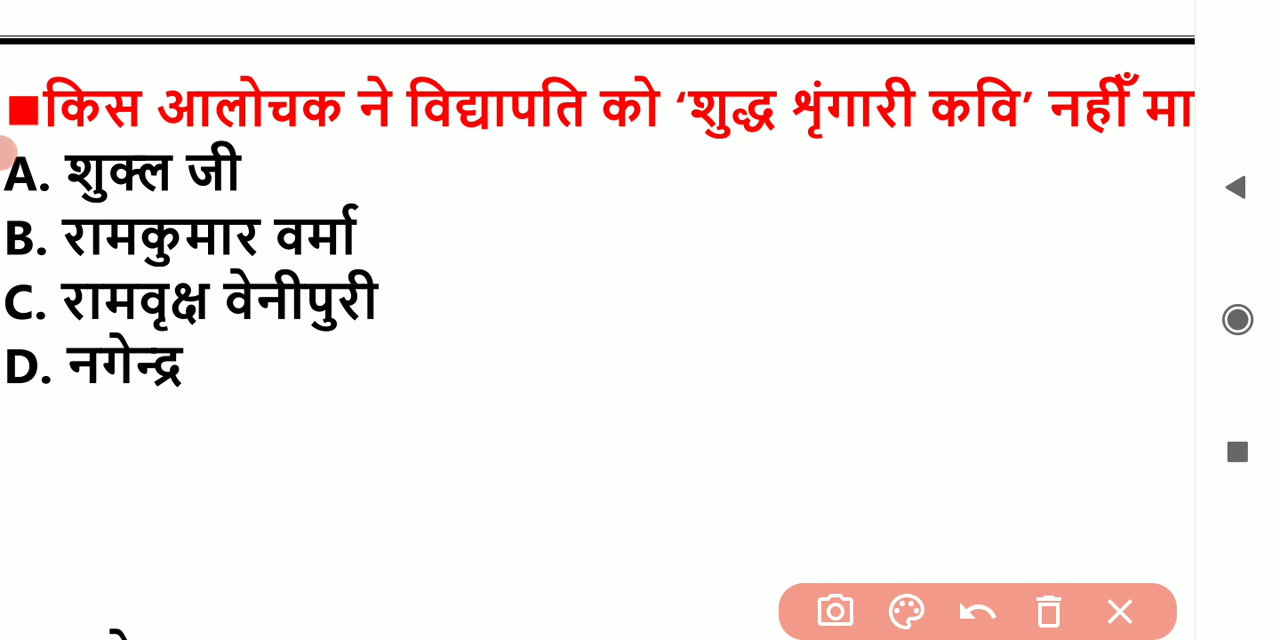 ■किस आलोचक ने विद्यापति को ‘शुद्ध शृंगारी कवि’ नहीँ मा
A. शुक्ल जी
B. रामकुमार वर्मा
C. रामवृक्ष वेनीपुरी
D. नगेन्द्र